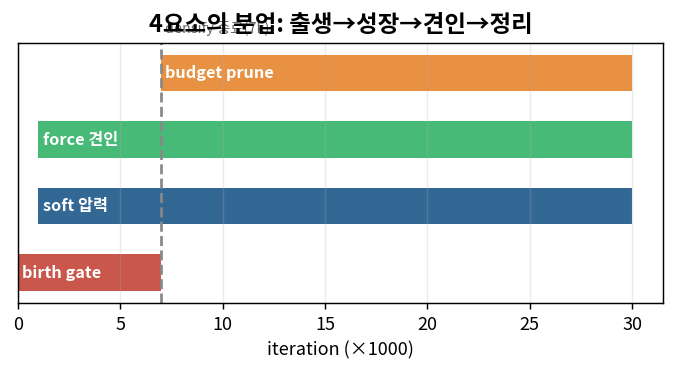 4요소의 분업: 출생→성장→견인→정리
budget prune
force 견인
soft 압력
birth gate
0 5 10 15 20 25 30
iteration (×1000)